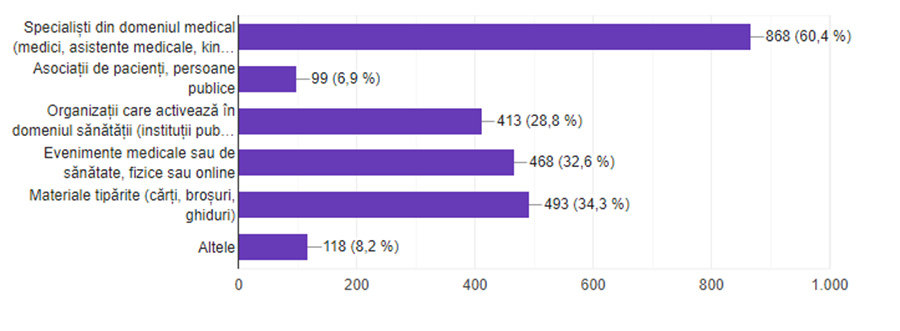 Specialiști din domeniul medical
(medici, asistente medicale, kin…
868 (60,4 %)
Asociații de pacienți, persoane
publice
99 (6,9 %)
Organizații care activează în
domeniul sănătății (instituții pub…
413 (28,8 %)
Evenimente medicale sau de
sănătate, fizice sau online
468 (32,6 %)
Materiale tipărite (cărți, broșuri,
ghiduri)
493 (34,3 %)
Altele
118 (8,2 %)
0 200 400 600 800 1.000